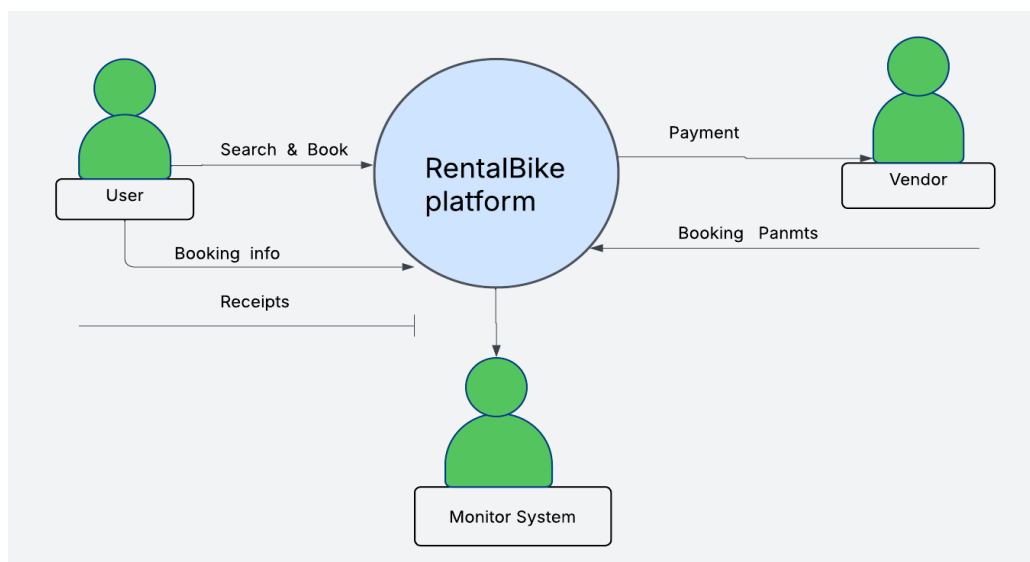 Search & Book
RentalBike
platform
Payment
User
Vendor
Booking info
Booking Panmts
Receipts
Monitor System